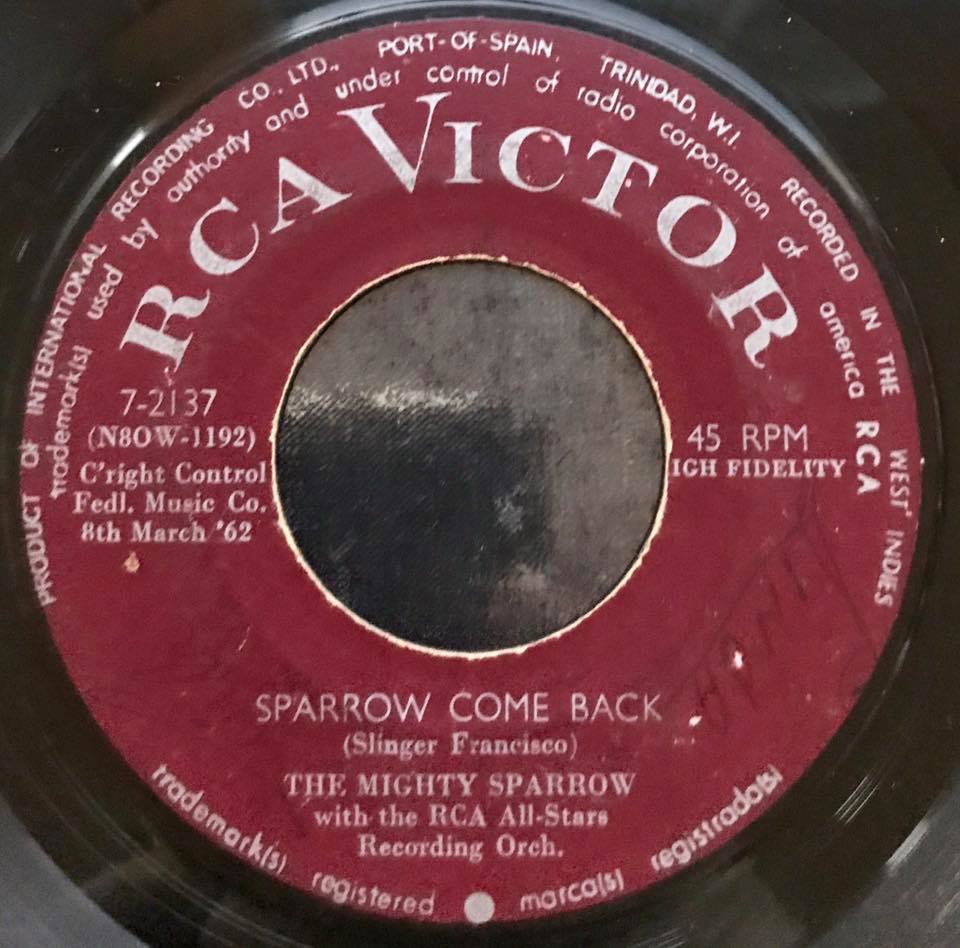 PRODUCT OF INTERNATIONAL RECORDING CO., LTD., PORT-OF-SPAIN, TRINIDAD, W.I. RECORDED IN THE WEST INDIES
trademark(s) used by authority and under control of radio corporation of america RCA
RCA VICTOR
7-2137
(N8OW-1192)
C'right Control
Fedl. Music Co.
8th March '62
45 RPM
IGH FIDELITY
SPARROW COME BACK
(Slinger Francisco)
THE MIGHTY SPARROW
with the RCA All-Stars
Recording Orch.
trademark(s) registered marca(s) registrada(s)